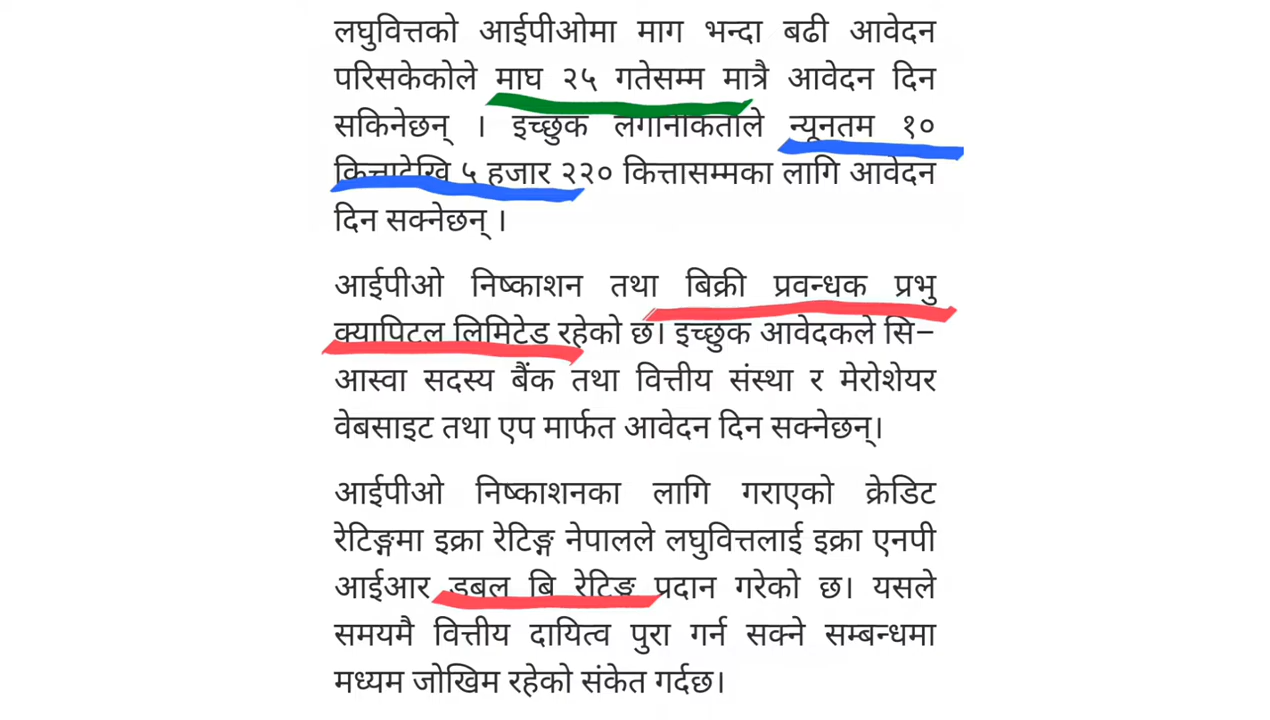 लघुवित्तको आईपीओमा माग भन्दा बढी आवेदन
परिसकेकोले माघ २५ गतेसम्म मात्रै आवेदन दिन
सकिनेछन् । इच्छुक लगानीकर्ताले न्यूनतम १०
कित्तादेखि ५ हजार २२० कित्तासम्मका लागि आवेदन
दिन सक्नेछन् ।
आईपीओ निष्काशन तथा बिक्री प्रवन्धक प्रभु
क्यापिटल लिमिटेड रहेको छ। इच्छुक आवेदकले सि–
आस्वा सदस्य बैंक तथा वित्तीय संस्था र मेरोशेयर
वेबसाइट तथा एप मार्फत आवेदन दिन सक्नेछन्।
आईपीओ निष्काशनका लागि गराएको क्रेडिट
रेटिङ्गमा इक्रा रेटिङ्ग नेपालले लघुवित्तलाई इक्रा एनपी
आईआर डबल बि रेटिङ प्रदान गरेको छ। यसले
समयमै वित्तीय दायित्व पुरा गर्न सक्ने सम्बन्धमा
मध्यम जोखिम रहेको संकेत गर्दछ।